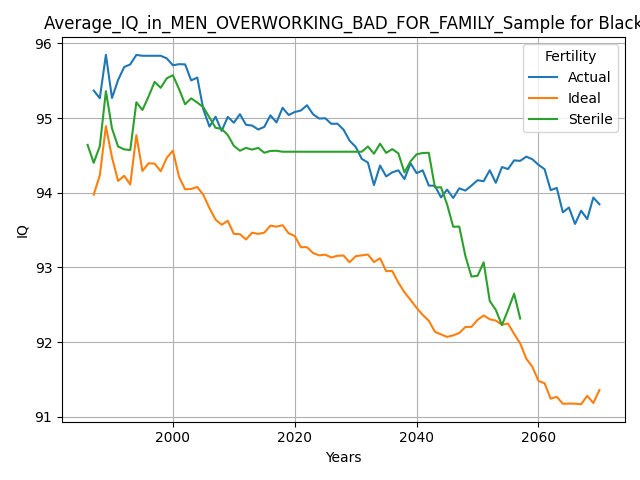 Average_IQ_in_MEN_OVERWORKING_BAD_FOR_FAMILY_Sample for Black
96
95
94
93
92
91
IQ
Fertility
Actual
Ideal
Sterile
2000
2020
2040
2060
Years